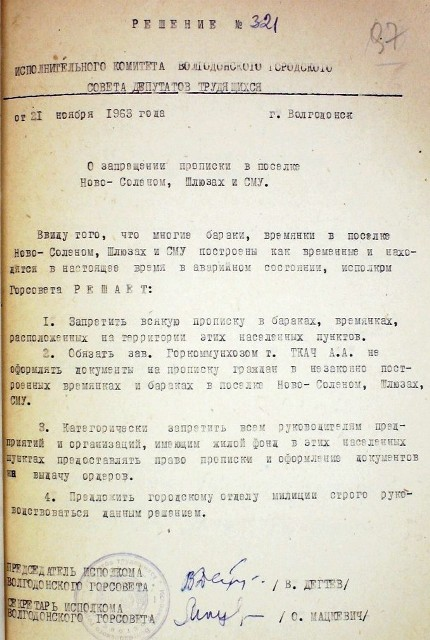 РЕШЕНИЕ № 321
97
ИСПОЛНИТЕЛЬНОГО КОМИТЕТА ВОЛГОДОНСКОГО ГОРОДСКОГО
СОВЕТА ДЕПУТАТОВ ТРУДЯЩИХСЯ
от 21 ноября 1963 года г. Волгодонск
О запрещении прописки в поселке
Ново-Соленом, Шлюзах и СМУ.
Ввиду того, что многие бараки, времянки в поселке
Ново-Соленом, Шлюзах и СМУ построены как временные и нахо-
дятся в настоящее время в аварийном состоянии, исполком
Горсовета РЕШАЕТ:
1. Запретить всякую прописку в бараках, времянках,
расположенных на территории этих населенных пунктов.
2. Обязать зав. Горкоммунхозом т. ТКАЧ А.А. не
оформлять документы на прописку граждан в незаконно пост-
роенных времянках и бараках в поселке Ново-Соленом, Шлюзах,
СМУ.
3. Категорически запретить всем руководителям пред-
приятий и организаций, имеющим жилой фонд в этих населенных
пунктах предоставлять право прописки и оформление документов
на выдачу ордеров.
4. Предложить городскому отделу милиции строго руко-
водствоваться данным решением.
ПРЕДСЕДАТЕЛЬ ИСПОЛКОМА
ВОЛГОДОНСКОГО ГОРСОВЕТА / В. ДЕГТЕВ/
СЕКРЕТАРЬ ИСПОЛКОМА
ВОЛГОДОНСКОГО ГОРСОВЕТА / О. МАЦКЕВИЧ/